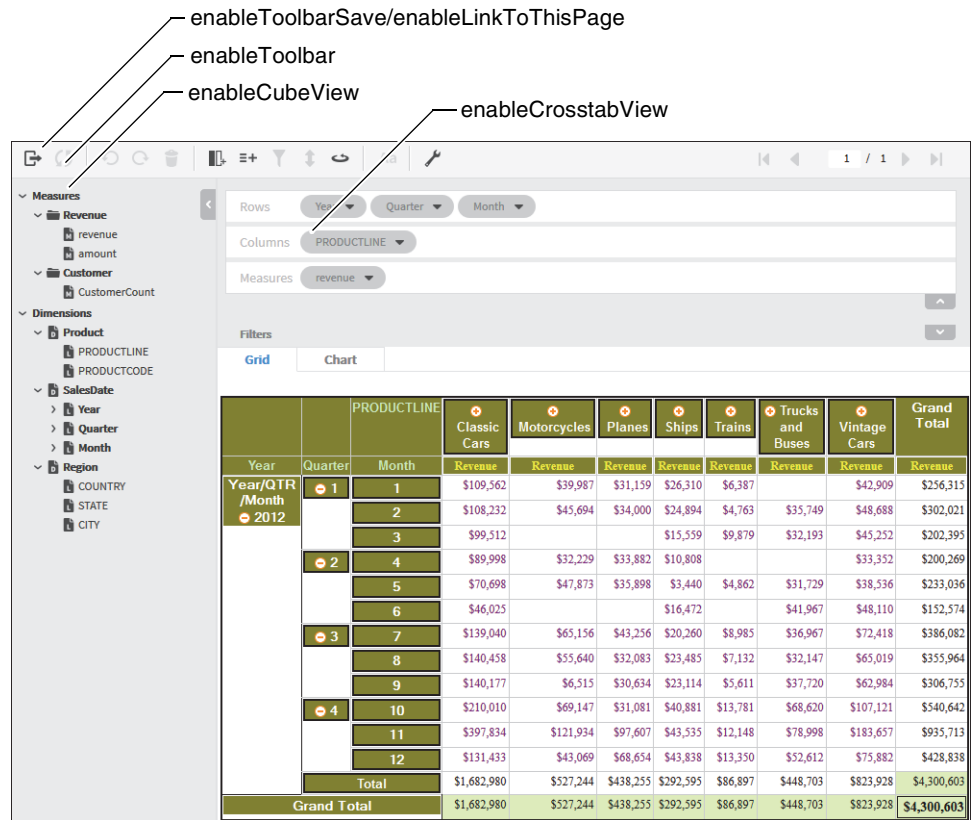 enableToolbarSave/enableLinkToThisPage
enableToolbar
enableCubeView
enableCrosstabView
1 / 1
Measures
Revenue
revenue
amount
Customer
CustomerCount
Dimensions
Product
PRODUCTLINE
PRODUCTCODE
SalesDate
Year
Quarter
Month
Region
COUNTRY
STATE
CITY
Rows Year Quarter Month
Columns PRODUCTLINE
Measures revenue
Filters
Grid Chart
PRODUCTLINE Classic Cars Motorcycles Planes Ships Trains Trucks and Buses Vintage Cars Grand Total
Year Quarter Month Revenue Revenue Revenue Revenue Revenue Revenue Revenue Revenue
Year/QTR/Month 2012 1 1 $109,562 $39,987 $31,159 $26,310 $6,387 $42,909 $256,315
2 $108,232 $45,694 $34,000 $24,894 $4,763 $35,749 $48,688 $302,021
3 $99,512 $15,559 $9,879 $32,193 $45,252 $202,395
2 4 $89,998 $32,229 $33,882 $10,808 $33,352 $200,269
5 $70,698 $47,873 $35,898 $3,440 $4,862 $31,729 $38,536 $233,036
6 $46,025 $16,472 $41,967 $48,110 $152,574
3 7 $139,040 $65,156 $43,256 $20,260 $8,985 $36,967 $72,418 $386,082
8 $140,458 $55,640 $32,083 $23,485 $7,132 $32,147 $65,019 $355,964
9 $140,177 $6,515 $30,634 $23,114 $5,611 $37,720 $62,984 $306,755
4 10 $210,010 $69,147 $31,081 $40,881 $13,781 $68,620 $107,121 $540,642
11 $397,834 $121,934 $97,607 $43,535 $12,148 $78,998 $183,657 $935,713
12 $131,433 $43,069 $68,654 $43,838 $13,350 $52,612 $75,882 $428,838
Total $1,682,980 $527,244 $438,255 $292,595 $86,897 $448,703 $823,928 $4,300,603
Grand Total $1,682,980 $527,244 $438,255 $292,595 $86,897 $448,703 $823,928 $4,300,603